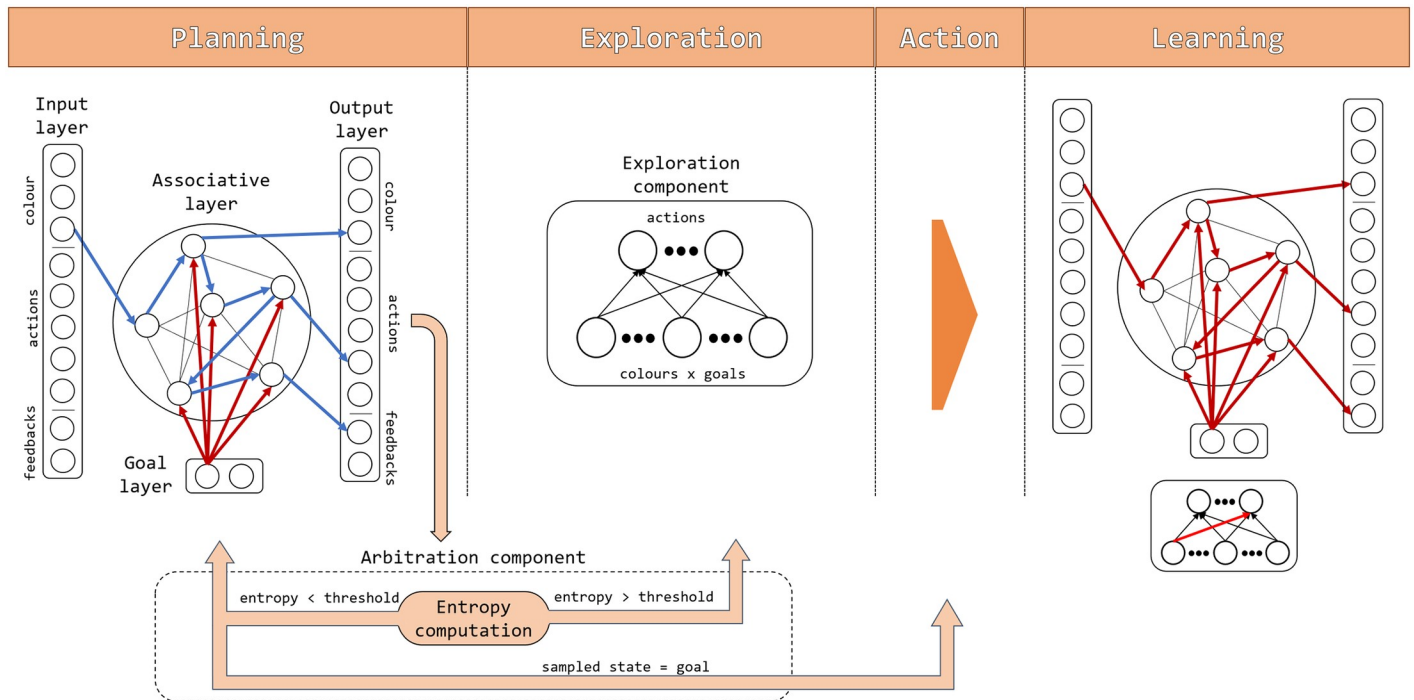 Planning
Exploration
Action
Learning
Input
layer
Output
layer
colour
actions
feedbacks
Associative
layer
colour
actions
feedbacks
Goal
layer
Exploration
component
actions
colours x goals
Arbitration component
entropy < threshold
Entropy
computation
entropy > threshold
sampled state = goal